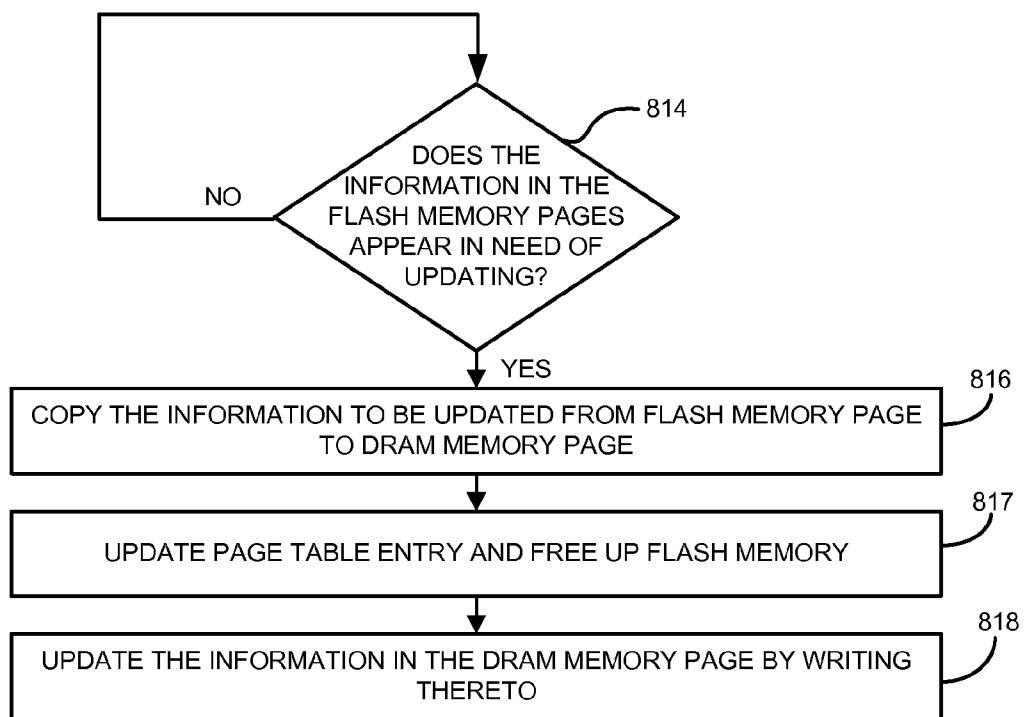 814
DOES THE
INFORMATION IN THE
FLASH MEMORY PAGES
APPEAR IN NEED OF
UPDATING?
NO
YES
816
COPY THE INFORMATION TO BE UPDATED FROM FLASH MEMORY PAGE
TO DRAM MEMORY PAGE
817
UPDATE PAGE TABLE ENTRY AND FREE UP FLASH MEMORY
818
UPDATE THE INFORMATION IN THE DRAM MEMORY PAGE BY WRITING
THERETO